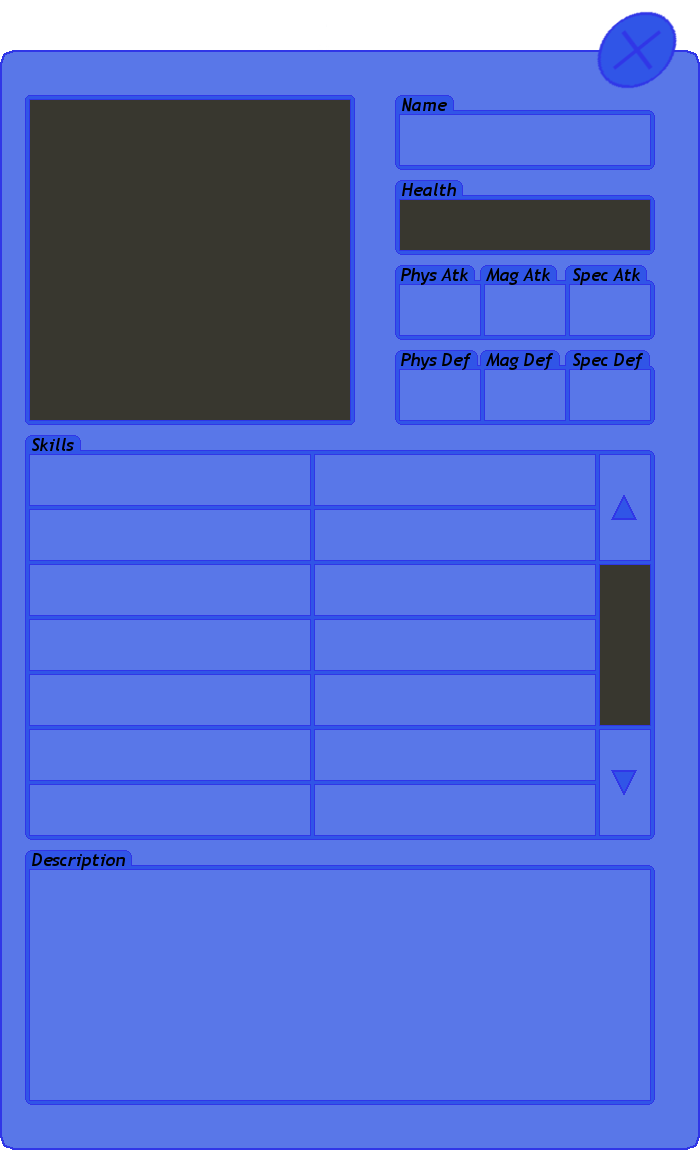 Name
Health
Phys Atk Mag Atk Spec Atk
Phys Def Mag Def Spec Def
Skills
Description